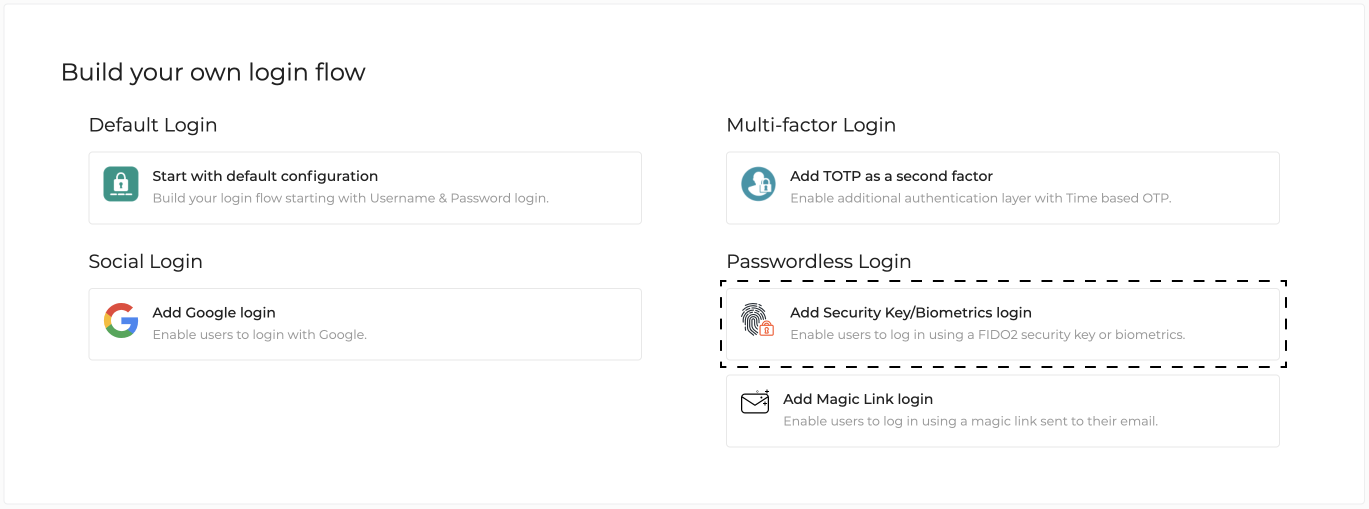 Build your own login flow
Default Login
Start with default configuration
Build your login flow starting with Username & Password login.
Social Login
Add Google login
Enable users to login with Google.
Multi-factor Login
Add TOTP as a second factor
Enable additional authentication layer with Time based OTP.
Passwordless Login
Add Security Key/Biometrics login
Enable users to log in using a FIDO2 security key or biometrics.
Add Magic Link login
Enable users to log in using a magic link sent to their email.